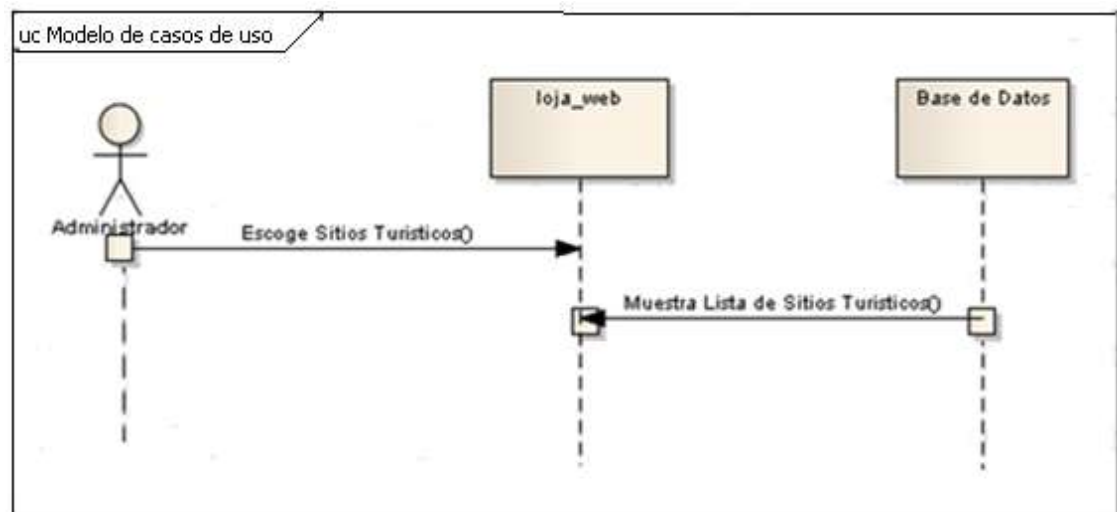 uc Modelo de casos de uso
loja_web
Base de Datos
Administrador
Escoge Sitios Turisticos()
Muestra Lista de Sitios Turisticos()